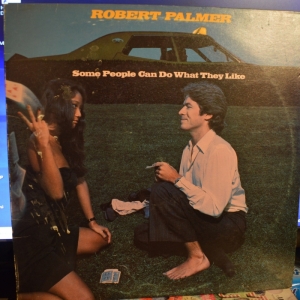 ROBERT PALMER
Some People Can Do What They Like